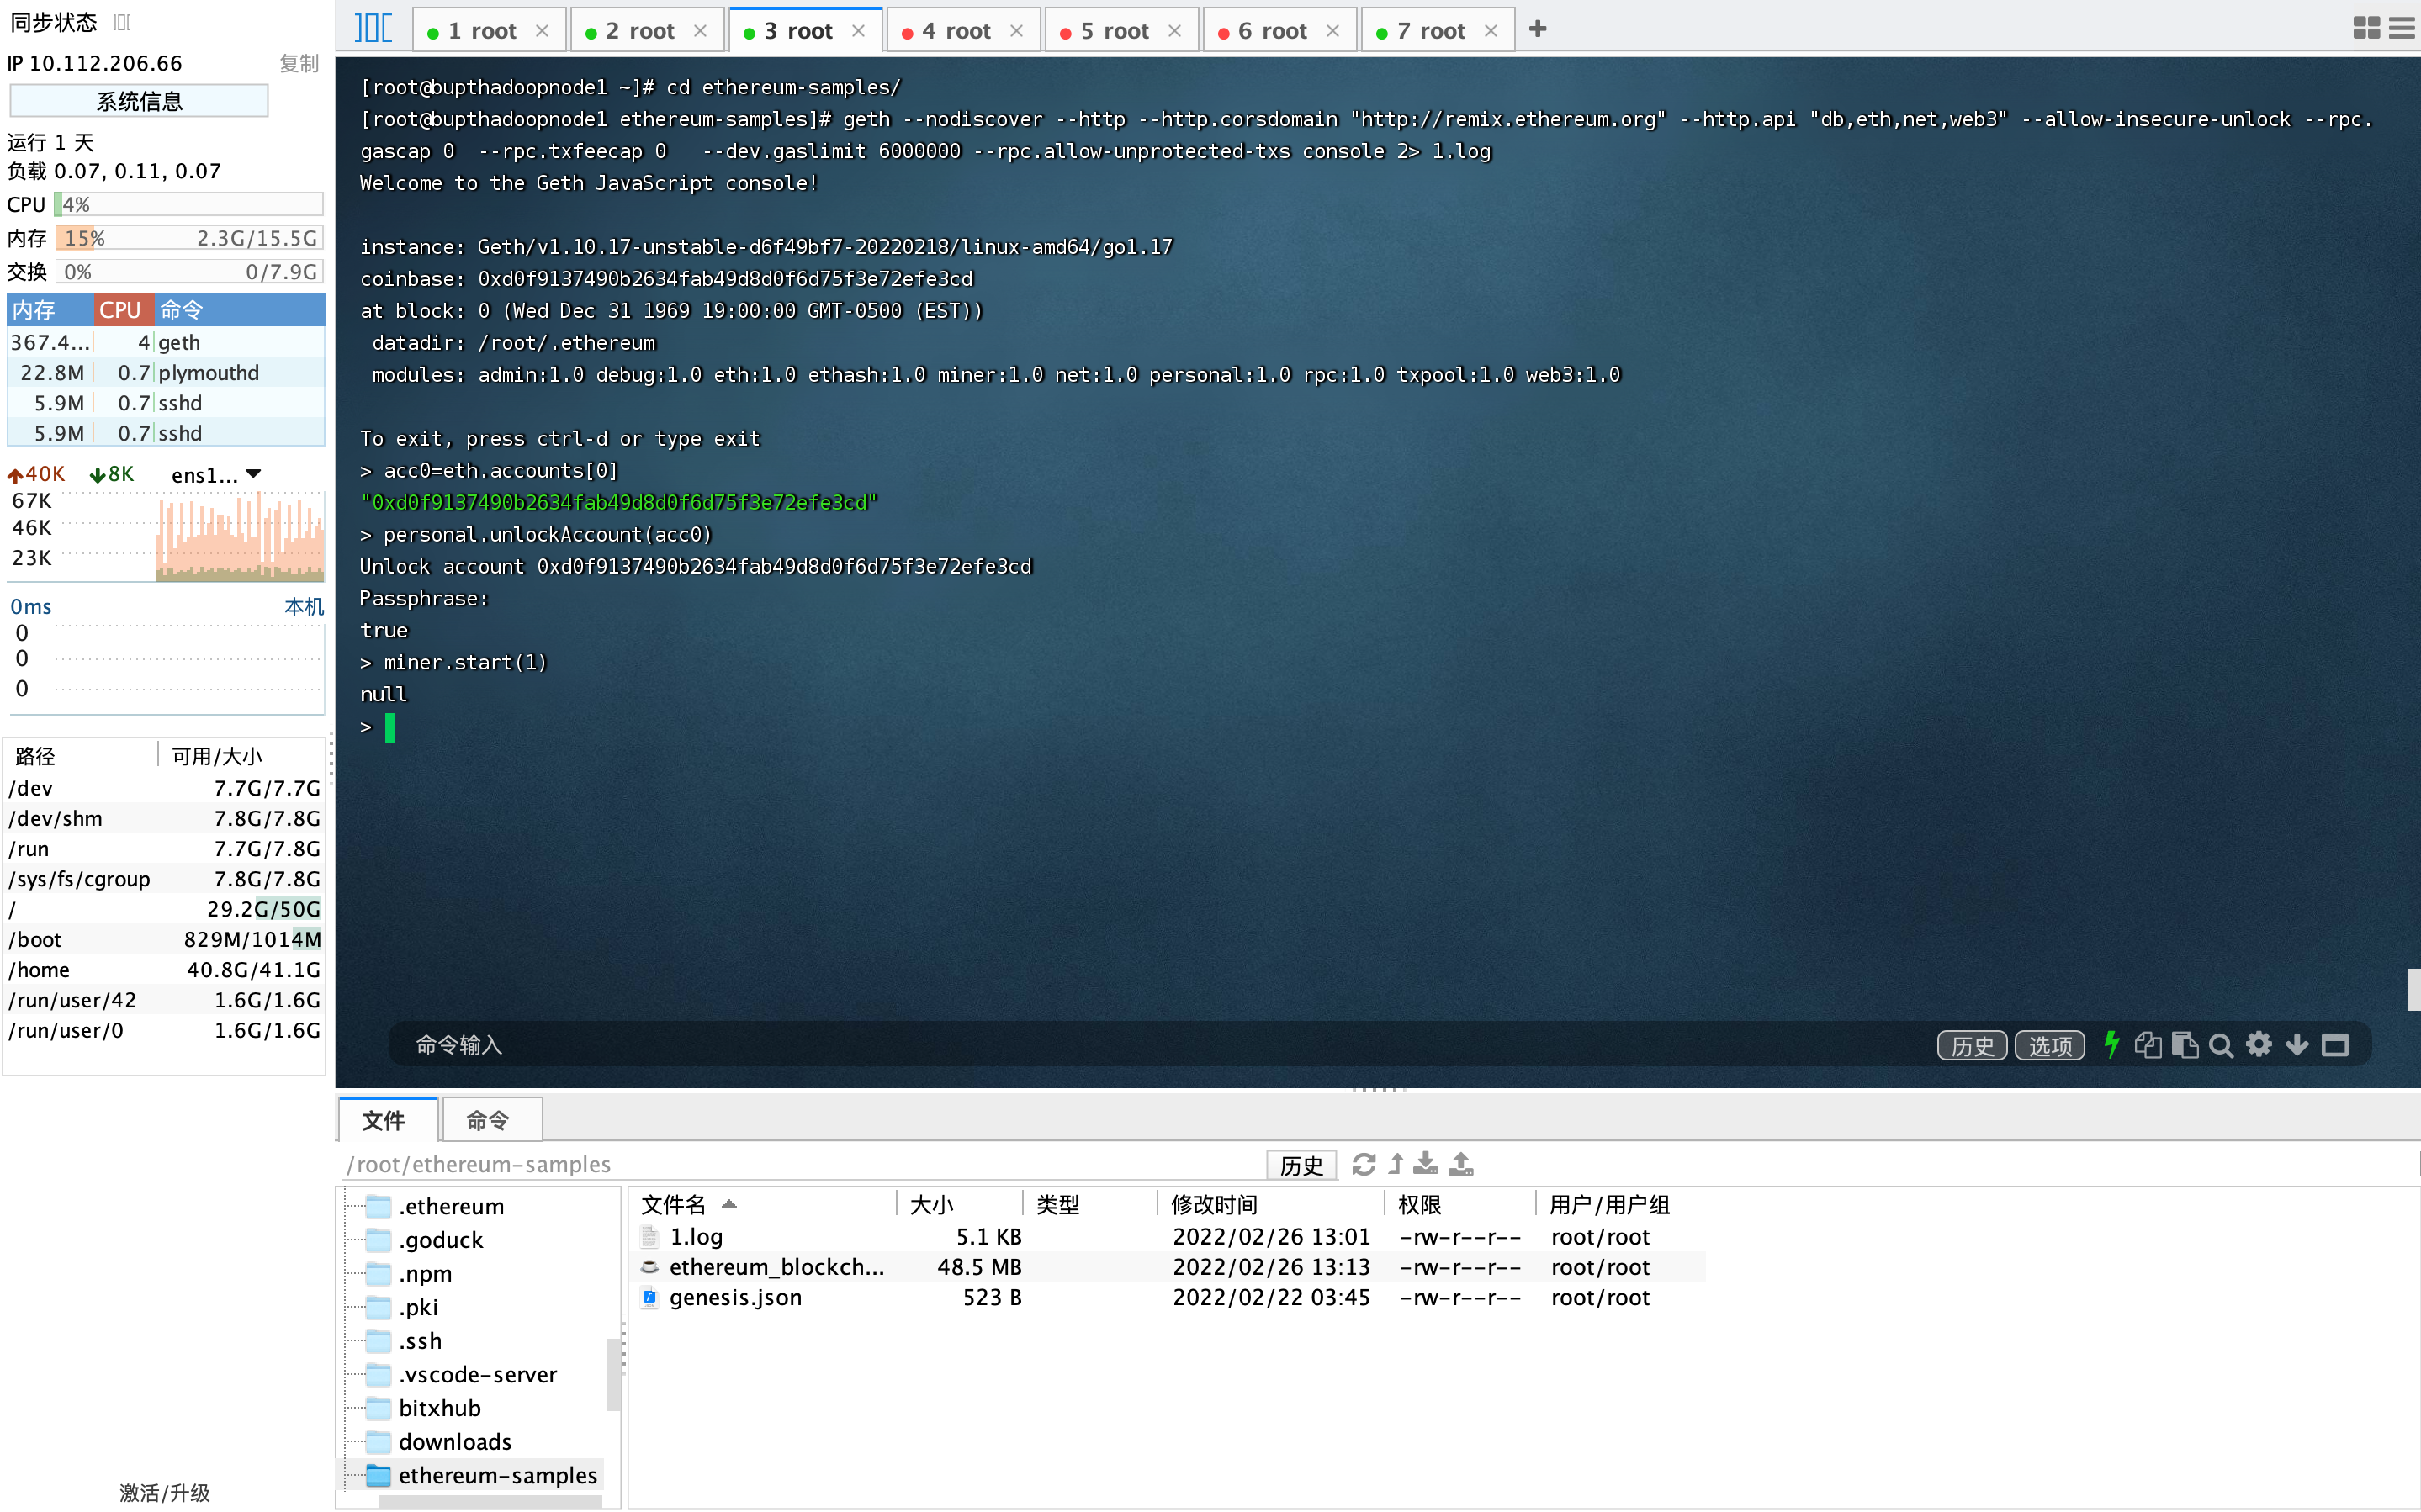 同步状态
IP 10.112.206.66 复制
系统信息
运行 1 天
负载 0.07, 0.11, 0.07
CPU 4%
内存 15% 2.3G/15.5G
交换 0% 0/7.9G
内存 CPU 命令
367.4... 4 geth
22.8M 0.7 plymouthd
5.9M 0.7 sshd
5.9M 0.7 sshd
40K 8K ens1...
67K
46K
23K
0ms 本机
0
0
0
路径 可用/大小
/dev 7.7G/7.7G
/dev/shm 7.8G/7.8G
/run 7.7G/7.8G
/sys/fs/cgroup 7.8G/7.8G
/ 29.2G/50G
/boot 829M/1014M
/home 40.8G/41.1G
/run/user/42 1.6G/1.6G
/run/user/0 1.6G/1.6G
激活/升级
1 root 2 root 3 root 4 root 5 root 6 root 7 root
[root@bupthadoopnode1 ~]# cd ethereum-samples/
[root@bupthadoopnode1 ethereum-samples]# geth --nodiscover --http --http.corsdomain "http://remix.ethereum.org" --http.api "db,eth,net,web3" --allow-insecure-unlock --rpc.
gascap 0  --rpc.txfeecap 0   --dev.gaslimit 6000000 --rpc.allow-unprotected-txs console 2> 1.log
Welcome to the Geth JavaScript console!
instance: Geth/v1.10.17-unstable-d6f49bf7-20220218/linux-amd64/go1.17
coinbase: 0xd0f9137490b2634fab49d8d0f6d75f3e72efe3cd
at block: 0 (Wed Dec 31 1969 19:00:00 GMT-0500 (EST))
datadir: /root/.ethereum
modules: admin:1.0 debug:1.0 eth:1.0 ethash:1.0 miner:1.0 net:1.0 personal:1.0 rpc:1.0 txpool:1.0 web3:1.0
To exit, press ctrl-d or type exit
> acc0=eth.accounts[0]
"0xd0f9137490b2634fab49d8d0f6d75f3e72efe3cd"
> personal.unlockAccount(acc0)
Unlock account 0xd0f9137490b2634fab49d8d0f6d75f3e72efe3cd
Passphrase:
true
> miner.start(1)
null
>
命令输入 历史 选项
文件 命令
/root/ethereum-samples 历史
.ethereum
.goduck
.npm
.pki
.ssh
.vscode-server
bitxhub
downloads
ethereum-samples
文件名 大小 类型 修改时间 权限 用户/用户组
1.log 5.1 KB 2022/02/26 13:01 -rw-r--r-- root/root
ethereum_blockch... 48.5 MB 2022/02/26 13:13 -rw-r--r-- root/root
genesis.json 523 B 2022/02/22 03:45 -rw-r--r-- root/root